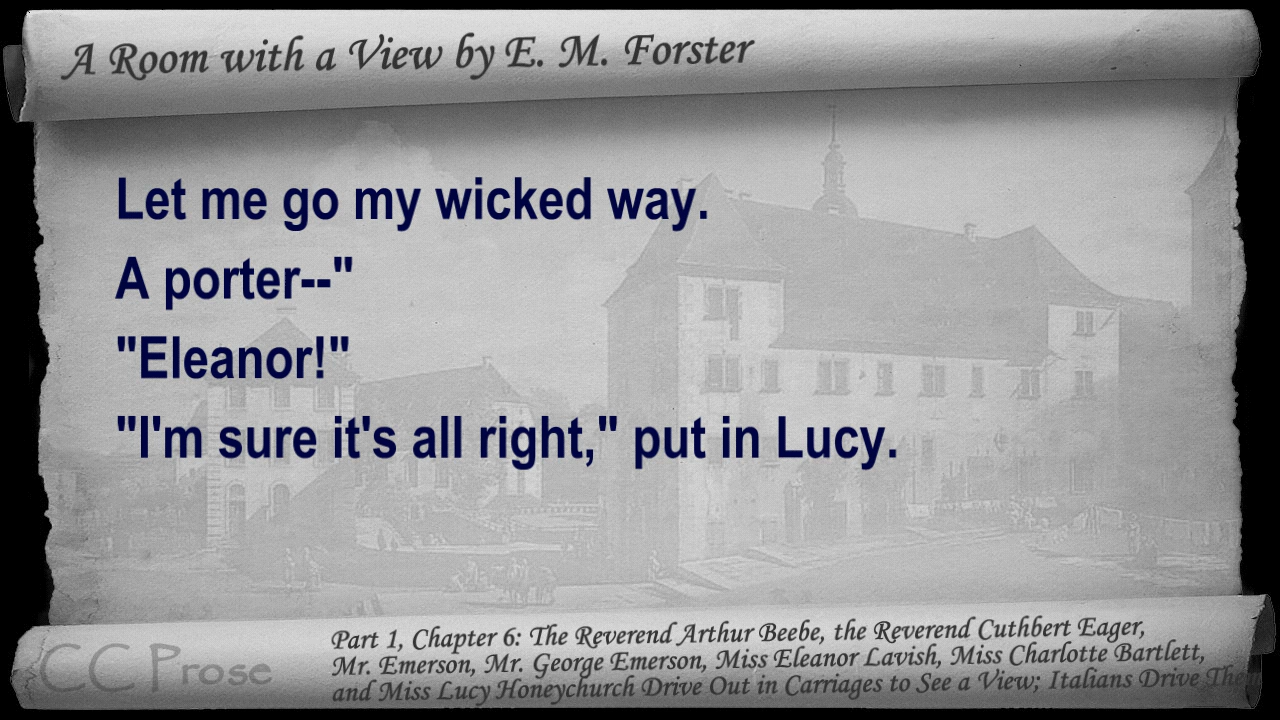 A Room with a View by E. M. Forster
Let me go my wicked way.
A porter--"
"Eleanor!"
"I'm sure it's all right," put in Lucy.
CC Prose
Part 1, Chapter 6: The Reverend Arthur Beebe, the Reverend Cuthbert Eager,
Mr. Emerson, Mr. George Emerson, Miss Eleanor Lavish, Miss Charlotte Bartlett,
and Miss Lucy Honeychurch Drive Out in Carriages to See a View; Italians Drive